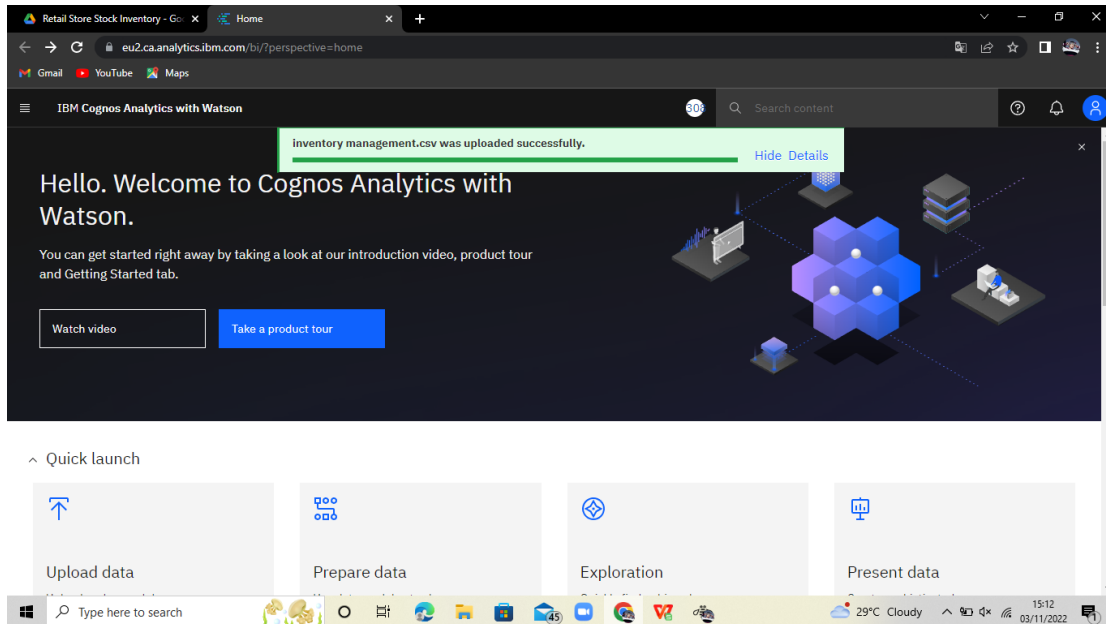 Retail Store Stock Inventory - Goo
Home
eu2.ca.analytics.ibm.com/bi/?perspective=home
Gmail
YouTube
Maps
IBM Cognos Analytics with Watson
Search content
inventory management.csv was uploaded successfully.
Hide Details
Hello. Welcome to Cognos Analytics with
Watson.
You can get started right away by taking a look at our introduction video, product tour
and Getting Started tab.
Watch video
Take a product tour
Quick launch
Upload data
Prepare data
Exploration
Present data
Type here to search
45
29°C Cloudy
15:12
03/11/2022
1